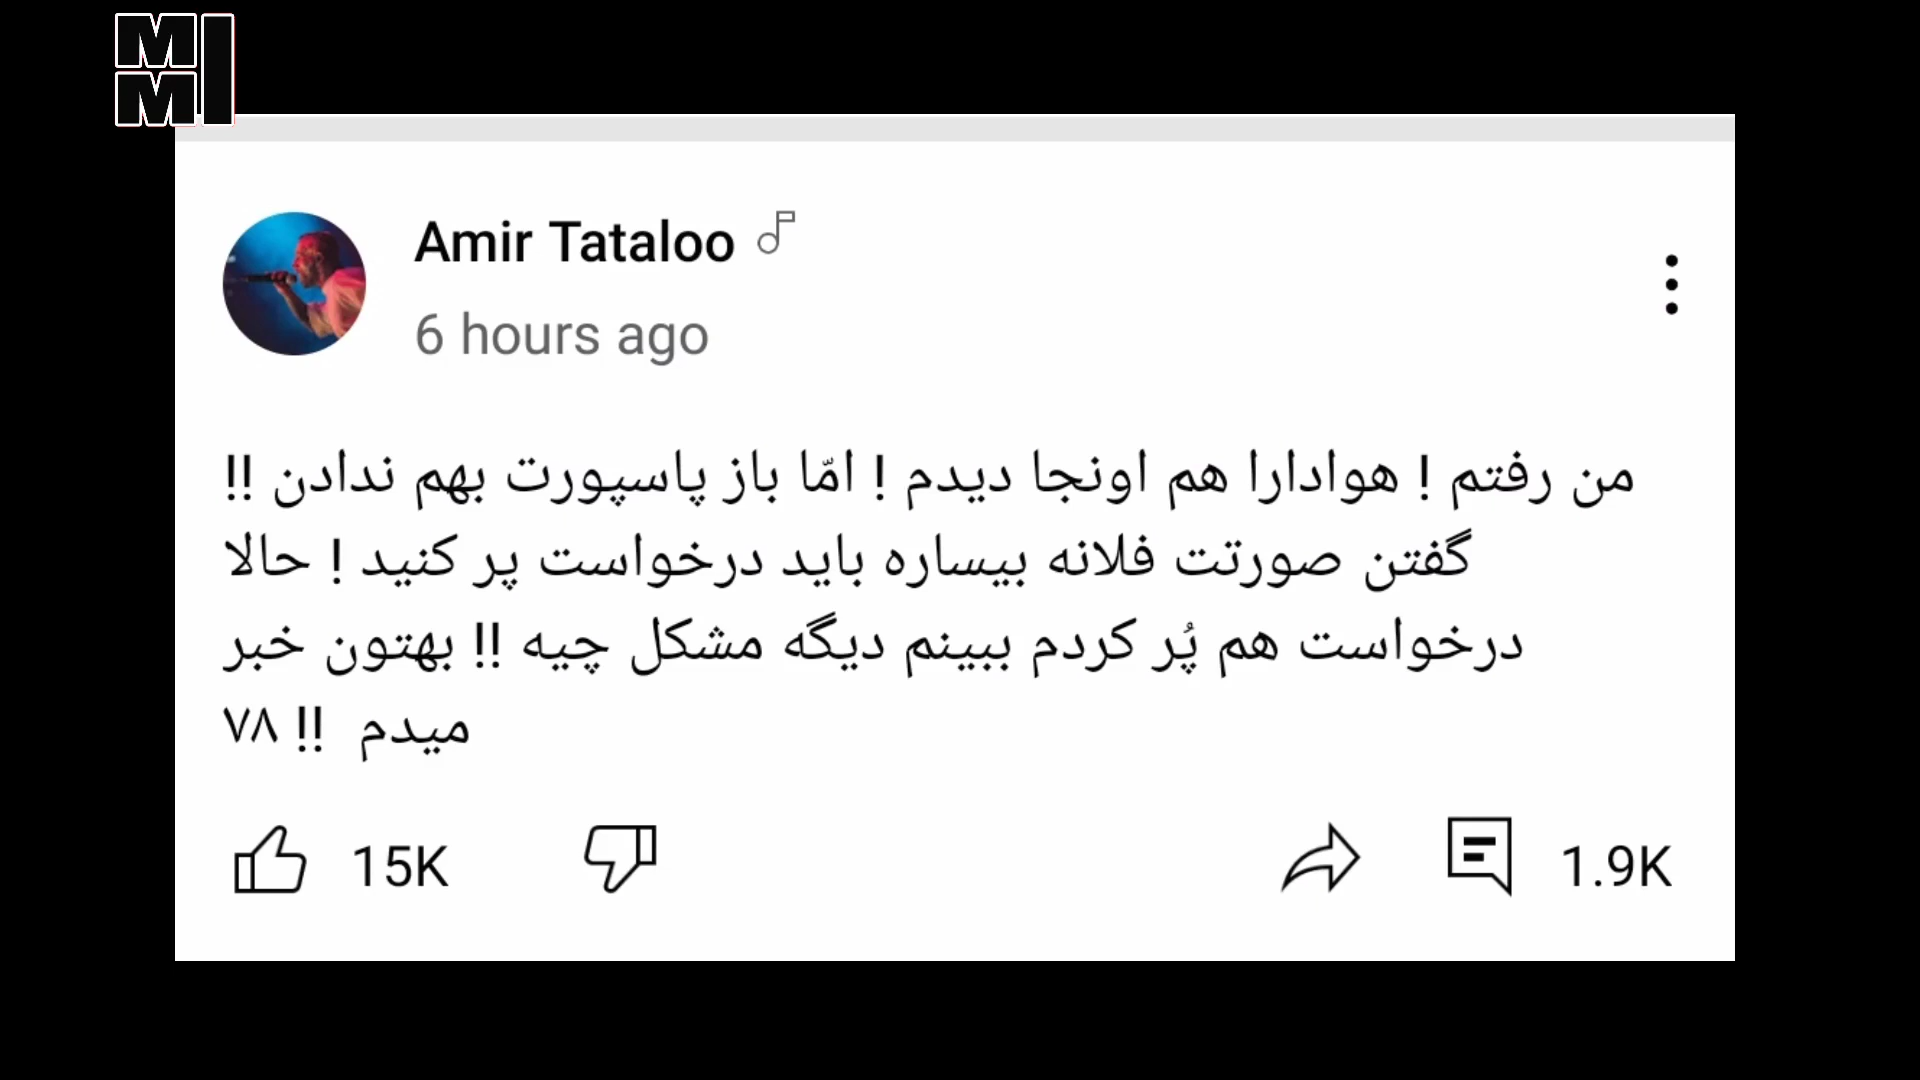 MMI
Amir Tataloo
6 hours ago
من رفتم ! هوادارا هم اونجا دیدم ! امّا باز پاسپورت بهم ندادن !!
گفتن صورتت فلانه بیساره باید درخواست پر کنید ! حالا
درخواست هم پُر کردم ببینم دیگه مشکل چیه !! بهتون خبر
میدم !! ۷۸
15K
1.9K